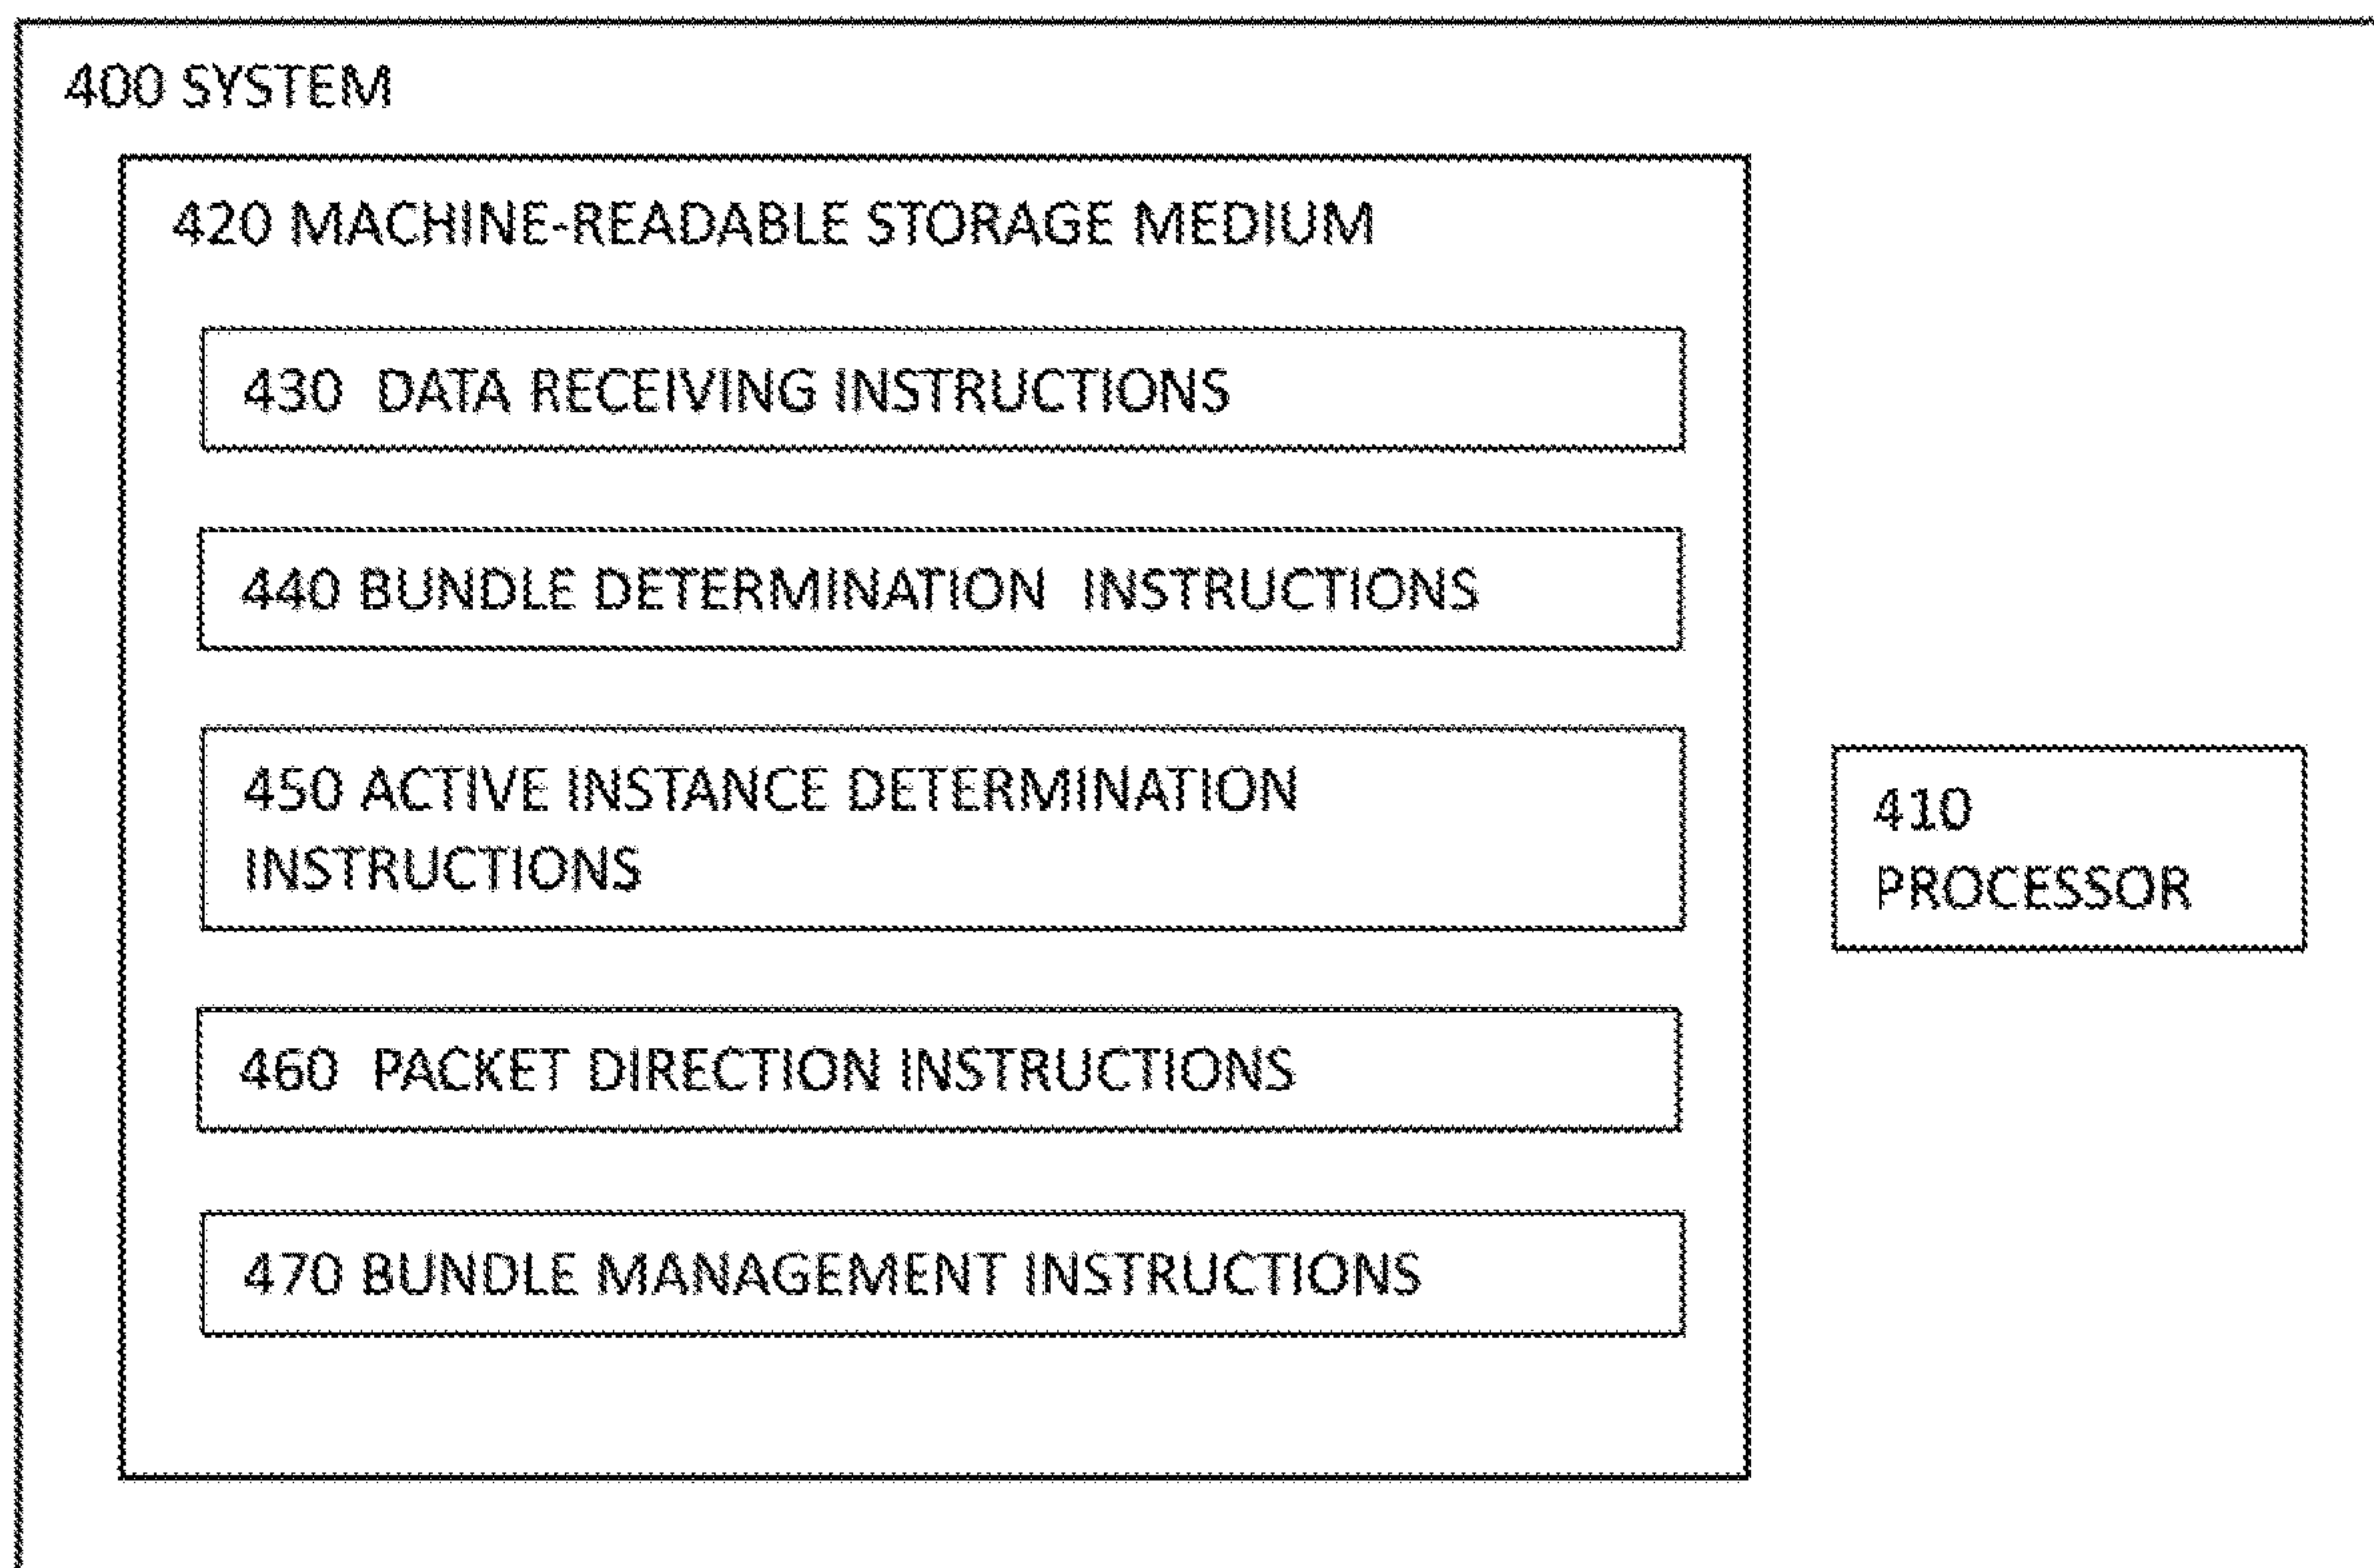 400 SYSTEM
420 MACHINE-READABLE STORAGE MEDIUM
430 DATA RECEIVING INSTRUCTIONS
440 BUNDLE DETERMINATION INSTRUCTIONS
450 ACTIVE INSTANCE DETERMINATION
INSTRUCTIONS
460 PACKET DIRECTION INSTRUCTIONS
470 BUNDLE MANAGEMENT INSTRUCTIONS
410
PROCESSOR